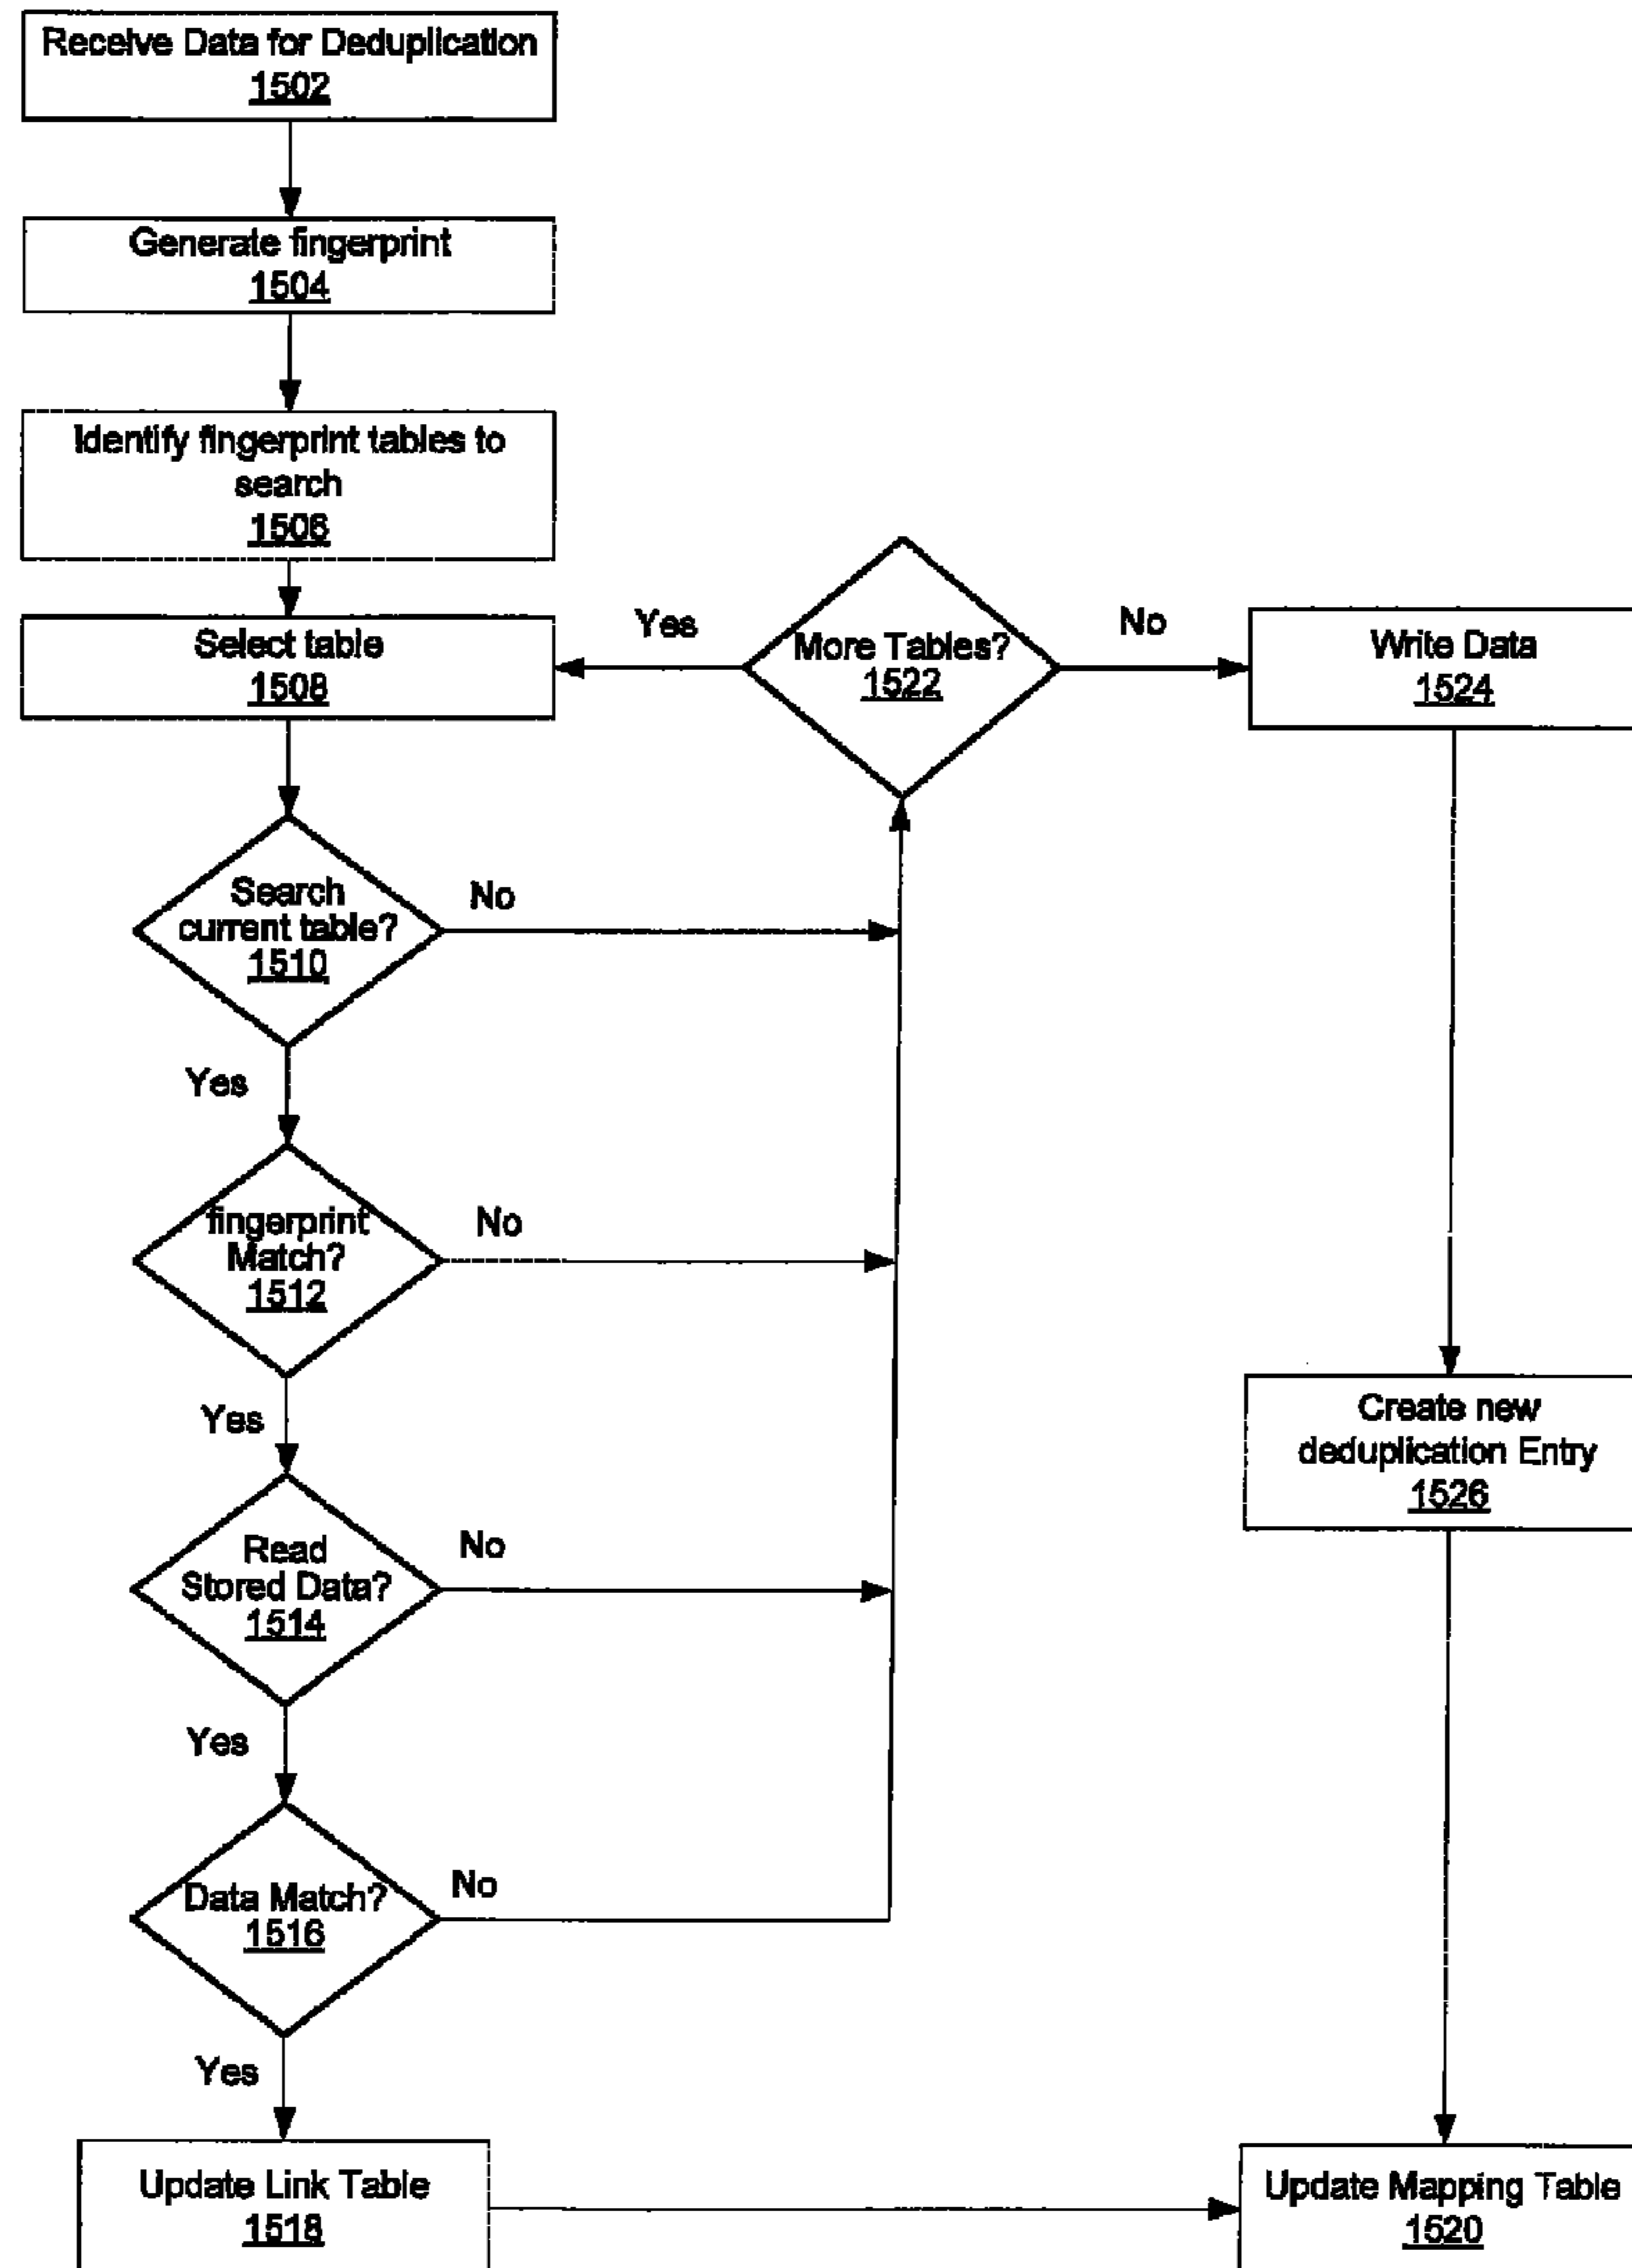 Receive Data for Deduplication
1502
Generate fingerprint
1504
Identify fingerprint tables to
search
1506
Select table
1508
Yes
More Tables?
1522
No
Write Data
1524
Search
current table?
1510
No
Yes
fingerprint
Match?
1512
No
Yes
Create new
deduplication Entry
1526
Read
Stored Data?
1514
No
Yes
Data Match?
1516
No
Yes
Update Link Table
1518
Update Mapping Table
1520